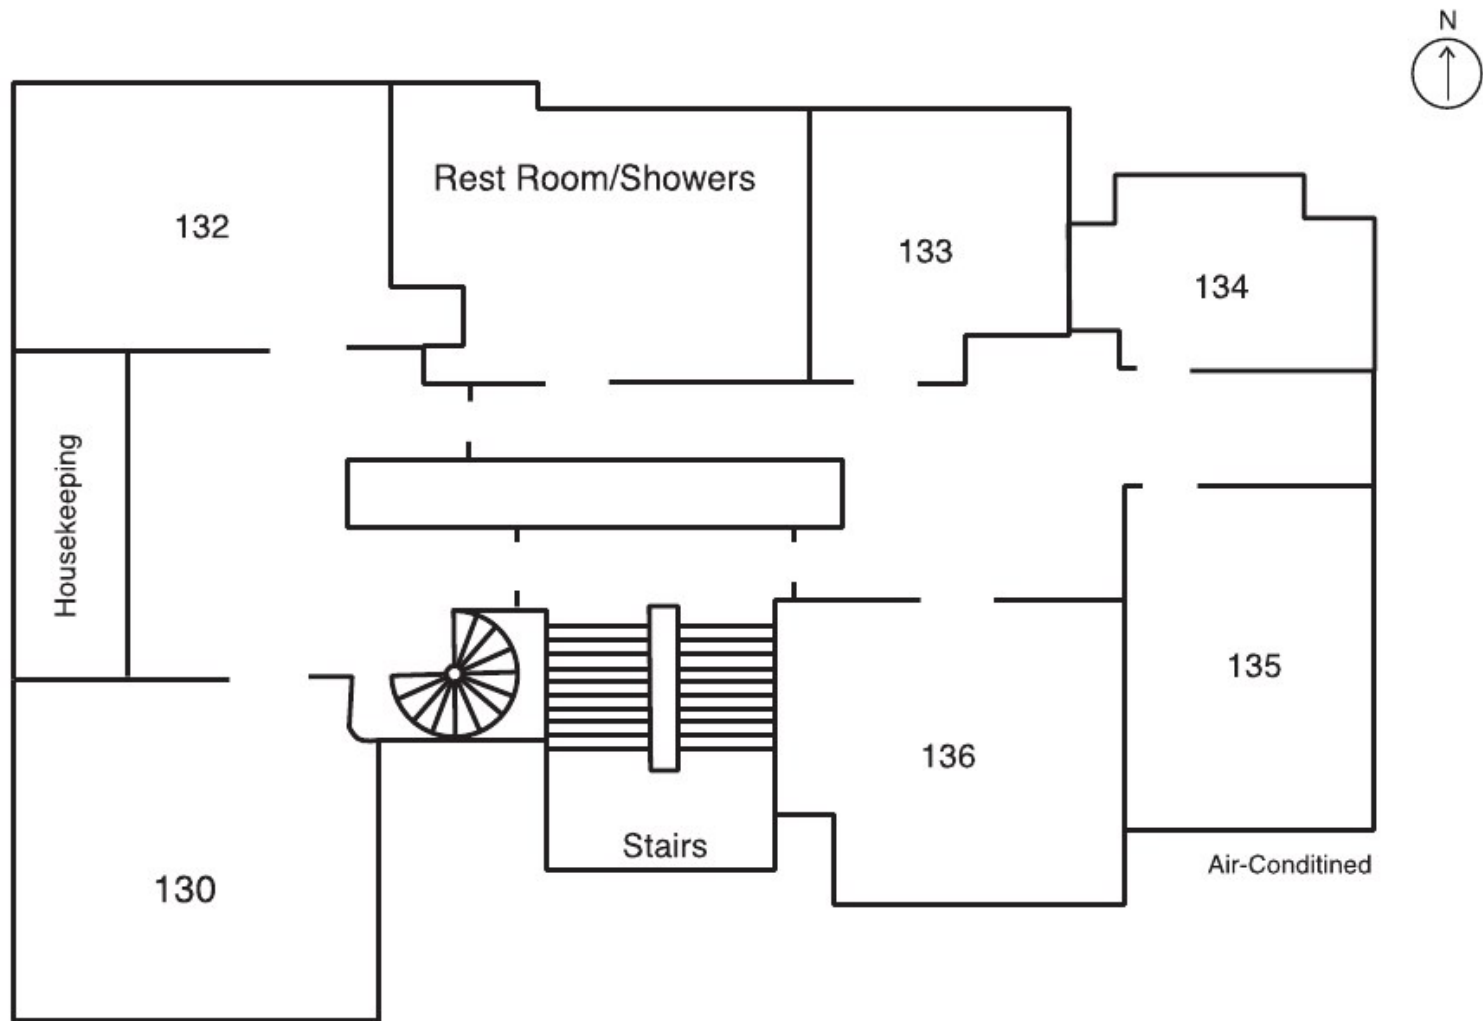 N
Rest Room/Showers
132
133
134
Housekeeping
135
136
Stairs
Air-Conditined
130